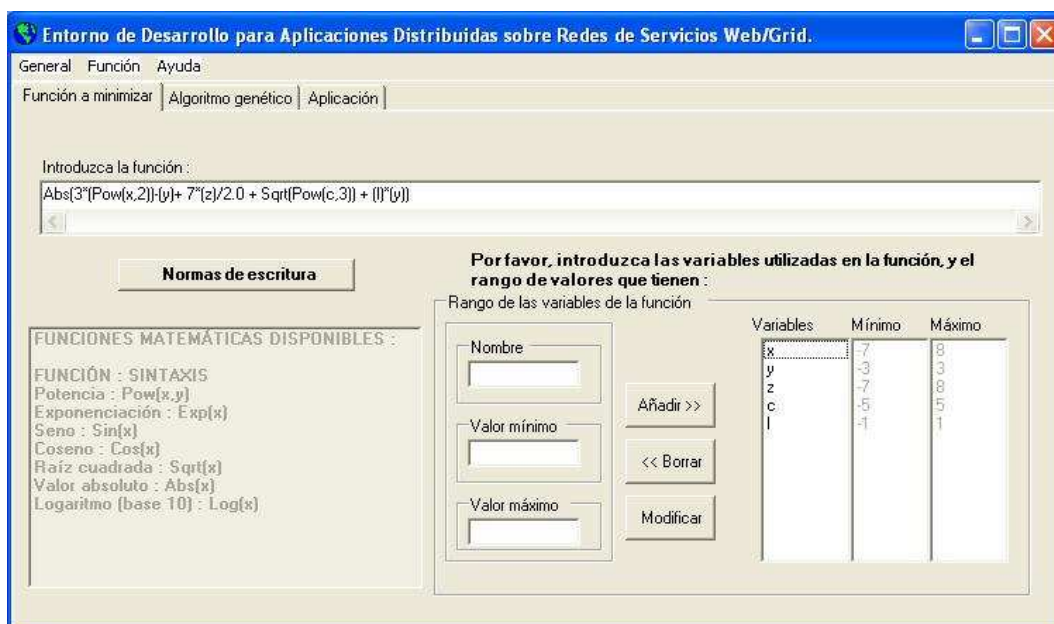 Entorno de Desarrollo para Aplicaciones Distribuidas sobre Redes de Servicios Web/Grid.
General Función Ayuda
Función a minimizar Algoritmo genético Aplicación
Introduzca la función :
Abs(3*(Pow(x,2))-(y)+ 7*(z)/2.0 + Sqrt(Pow(c,3)) + (l)*(y))
Normas de escritura
Por favor, introduzca las variables utilizadas en la función, y el
rango de valores que tienen :
FUNCIONES MATEMÁTICAS DISPONIBLES :
FUNCIÓN : SINTAXIS
Potencia : Pow(x,y)
Exponenciación : Exp(x)
Seno : Sin(x)
Coseno : Cos(x)
Raíz cuadrada : Sqrt(x)
Valor absoluto : Abs(x)
Logaritmo (base 10) : Log(x)
Rango de las variables de la función
Nombre
Valor mínimo
Valor máximo
Añadir >>
<< Borrar
Modificar
Variables Mínimo Máximo
x -7 8
y -3 3
z -7 8
c -5 5
l -1 1